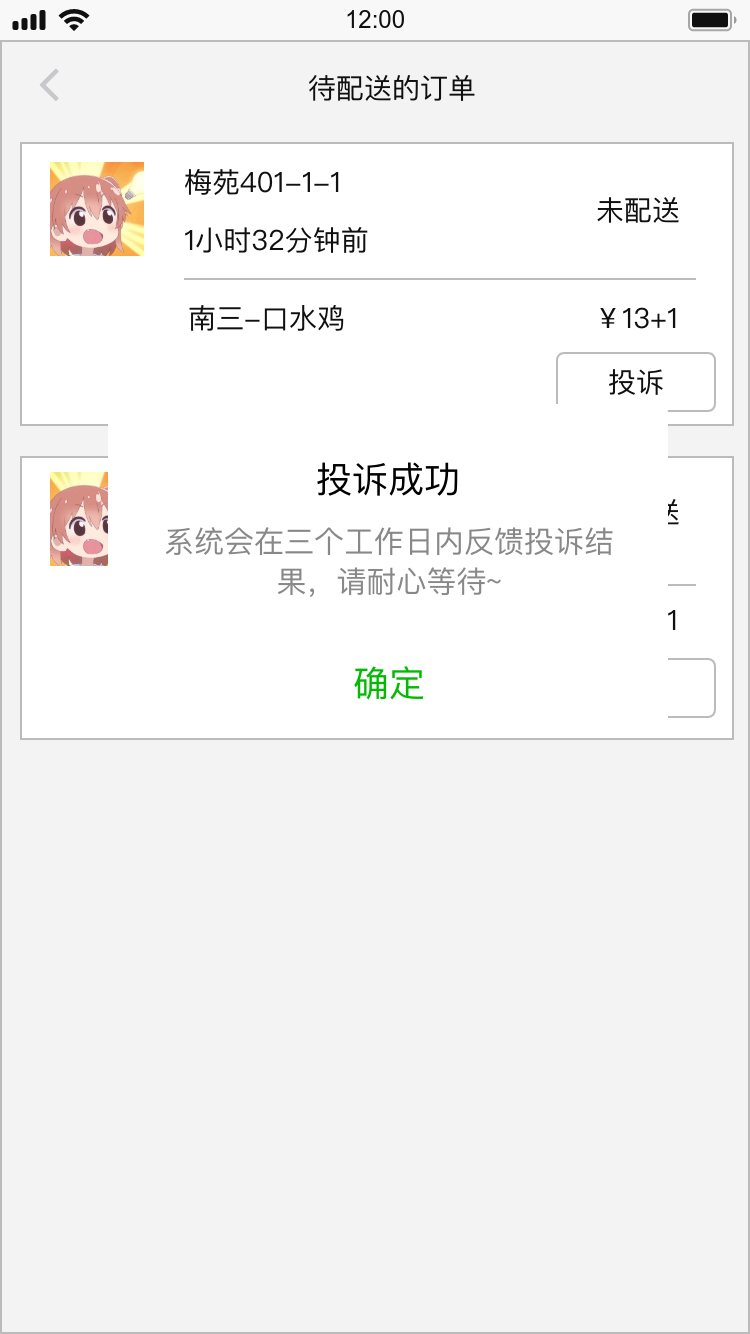 12:00
待配送的订单
梅苑401-1-1
未配送
1小时32分钟前
南三-口水鸡
¥13+1
投诉
投诉成功
系统会在三个工作日内反馈投诉结
果，请耐心等待~
1
确定